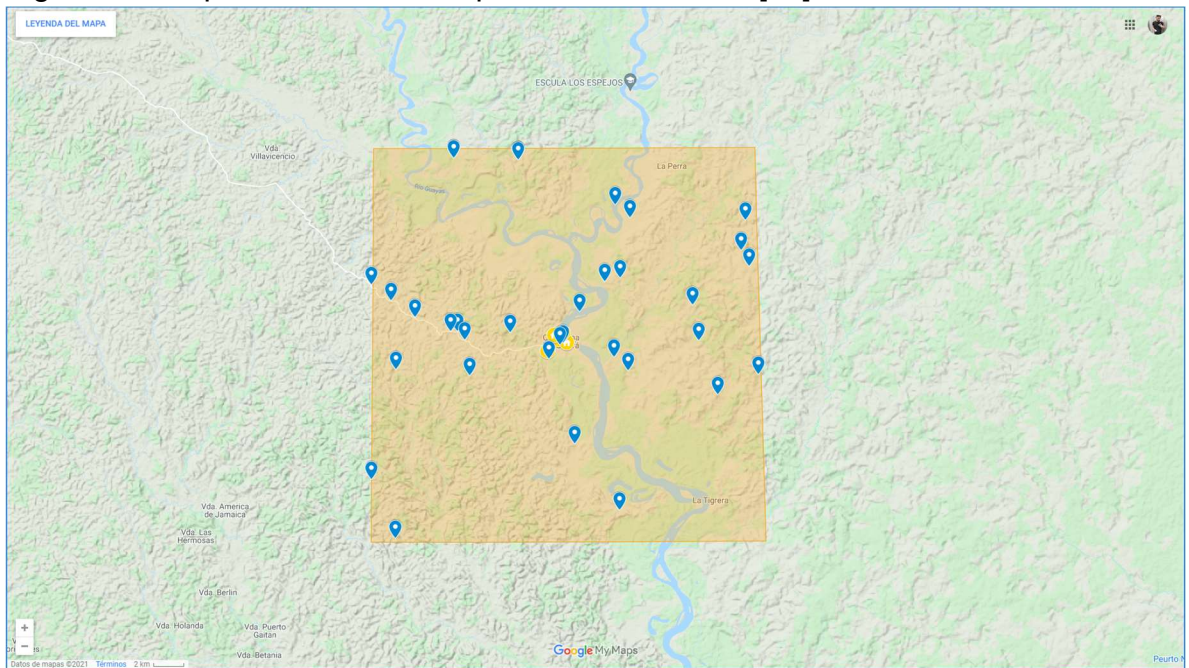 LEYENDA DEL MAPA
ESCULA LOS ESPEJOS
Vda
Villavicencio
La Perra
La Tigrera
Vda. America
de Jamaica
Vda. Las
Hermosas
Vda. Berlin
Vda. Holanda
Vda. Puerto
Gaitan
Vda. Betania
Google My Maps
Peurto
Datos de mapas ©2021 Términos 2 km